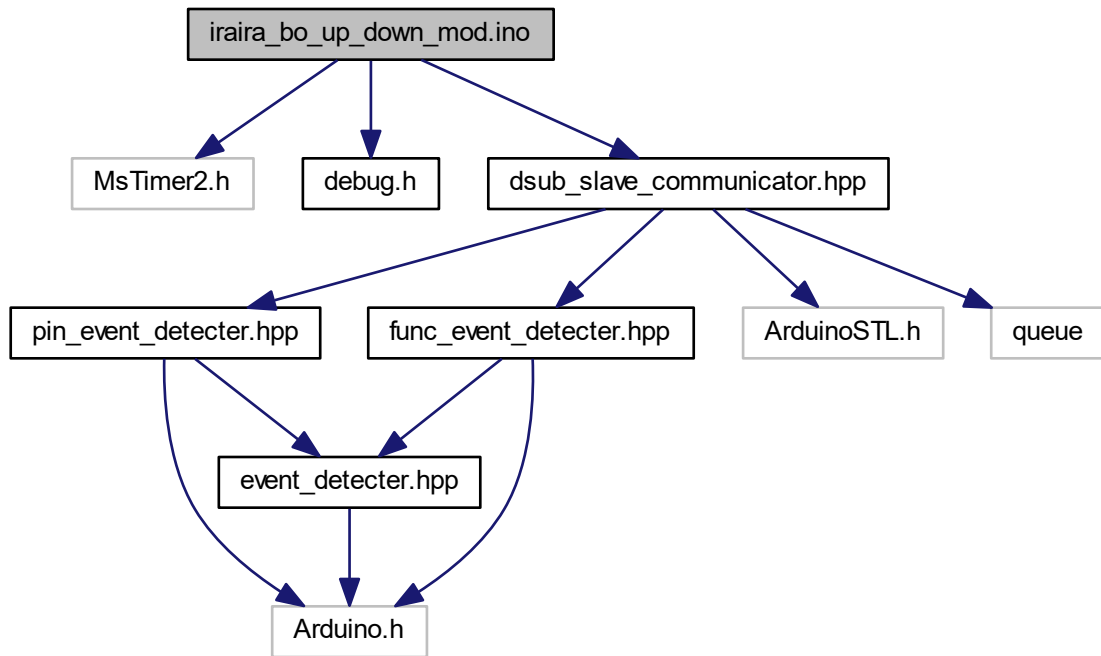 iraira_bo_up_down_mod.ino
MsTimer2.h
debug.h
dsub_slave_communicator.hpp
pin_event_detecter.hpp
func_event_detecter.hpp
ArduinoSTL.h
queue
event_detecter.hpp
Arduino.h